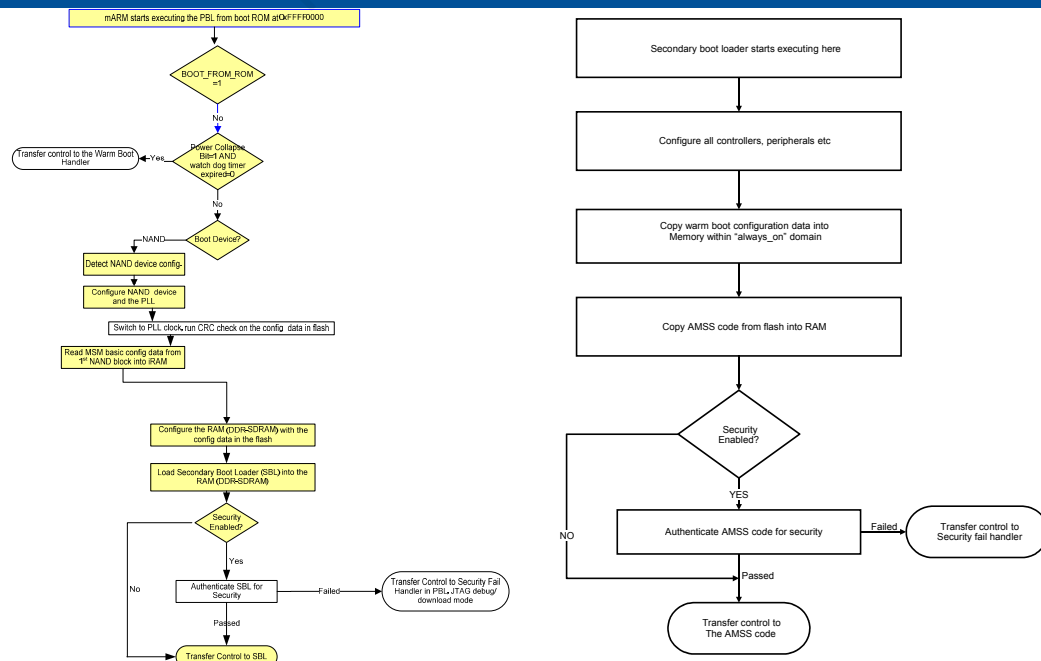 mARM starts executing the PBL from boot ROM at 0xFFFF0000
BOOT_FROM_ROM
=1
No
Power Collapse
Bit=1 AND
watch dog timer
expired=0
Yes
Transfer control to the Warm Boot
Handler
No
Boot Device?
NAND
Detect NAND device config.
Configure NAND device
and the PLL
Switch to PLL clock, run CRC check on the config data in flash
Read MSM basic config data from
1st NAND block into iRAM
Configure the RAM (DDR-SDRAM) with the
config data in the flash
Load Secondary Boot Loader (SBL) into the
RAM (DDR-SDRAM)
Security
Enabled?
Yes
No
Authenticate SBL for
Security
Failed
Transfer Control to Security Fail
Handler in PBL, JTAG debug/
download mode
Passed
Transfer Control to SBL
Secondary boot loader starts executing here
Configure all controllers, peripherals etc
Copy warm boot configuration data into
Memory within “always_on” domain
Copy AMSS code from flash into RAM
Security
Enabled?
YES
NO
Authenticate AMSS code for security
Failed
Transfer control to
Security fail handler
Passed
Transfer control to
The AMSS code